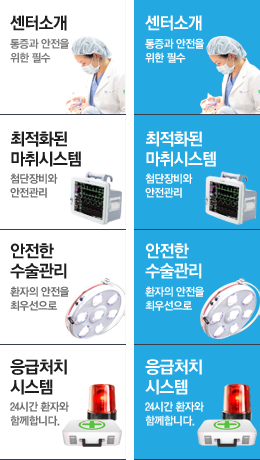 센터소개
통증과 안전을
위한 필수
최적화된
마취시스템
첨단장비와
안전관리
안전한
수술관리
환자의 안전을
최우선으로
응급처치
시스템
24시간 환자와
함께합니다.
센터소개
통증과 안전을
위한 필수
최적화된
마취시스템
첨단장비와
안전관리
안전한
수술관리
환자의 안전을
최우선으로
응급처치
시스템
24시간 환자와
함께합니다.